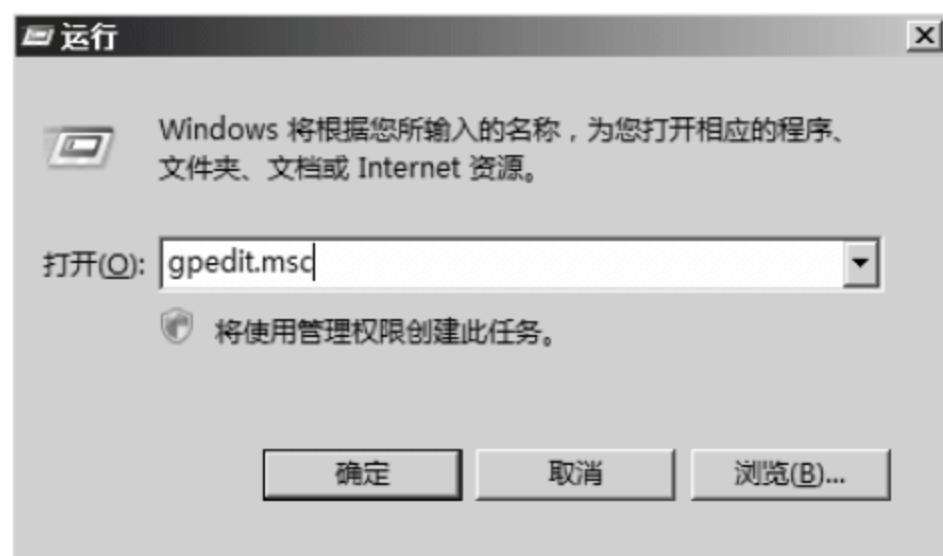 运行
Windows 将根据您所输入的名称，为您打开相应的程序、
文件夹、文档或 Internet 资源。
打开(O): gpedit.msc
将使用管理权限创建此任务。
确定 取消 浏览(B)...